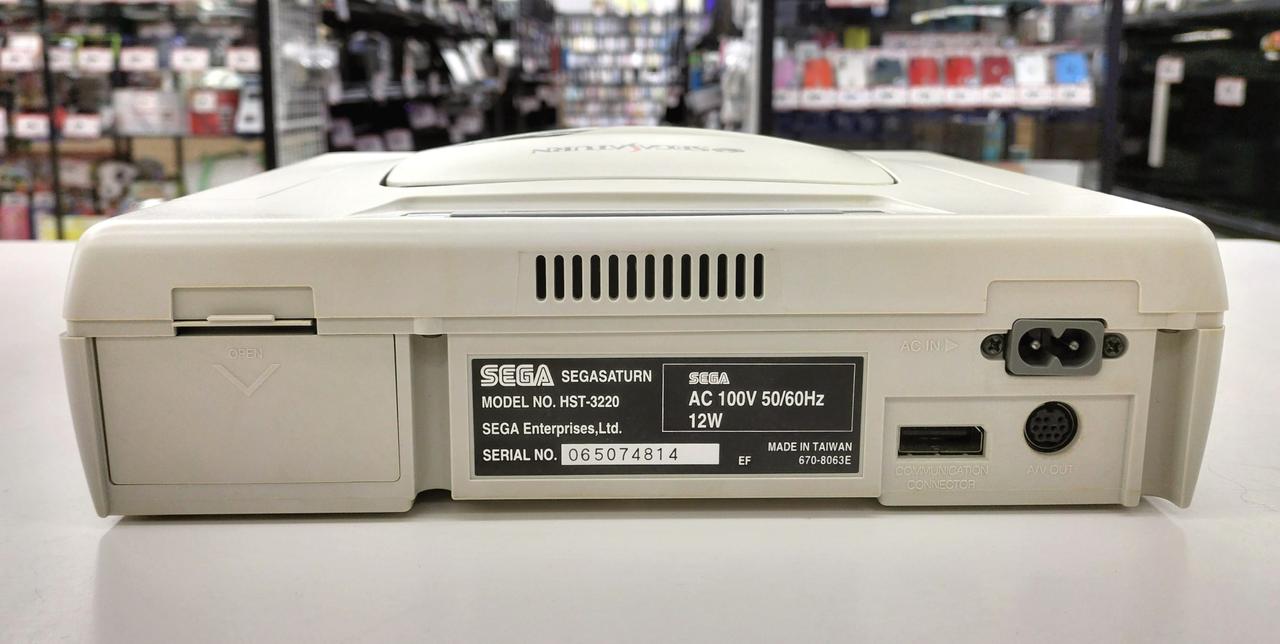 SEGASATURN
OPEN
AC IN
SEGA SEGASATURN
MODEL NO. HST-3220
SEGA Enterprises,Ltd.
SERIAL NO. 065074814
SEGA
AC 100V 50/60Hz
12W
EF
MADE IN TAIWAN
670-8063E
COMMUNICATION
CONNECTOR
A/V OUT